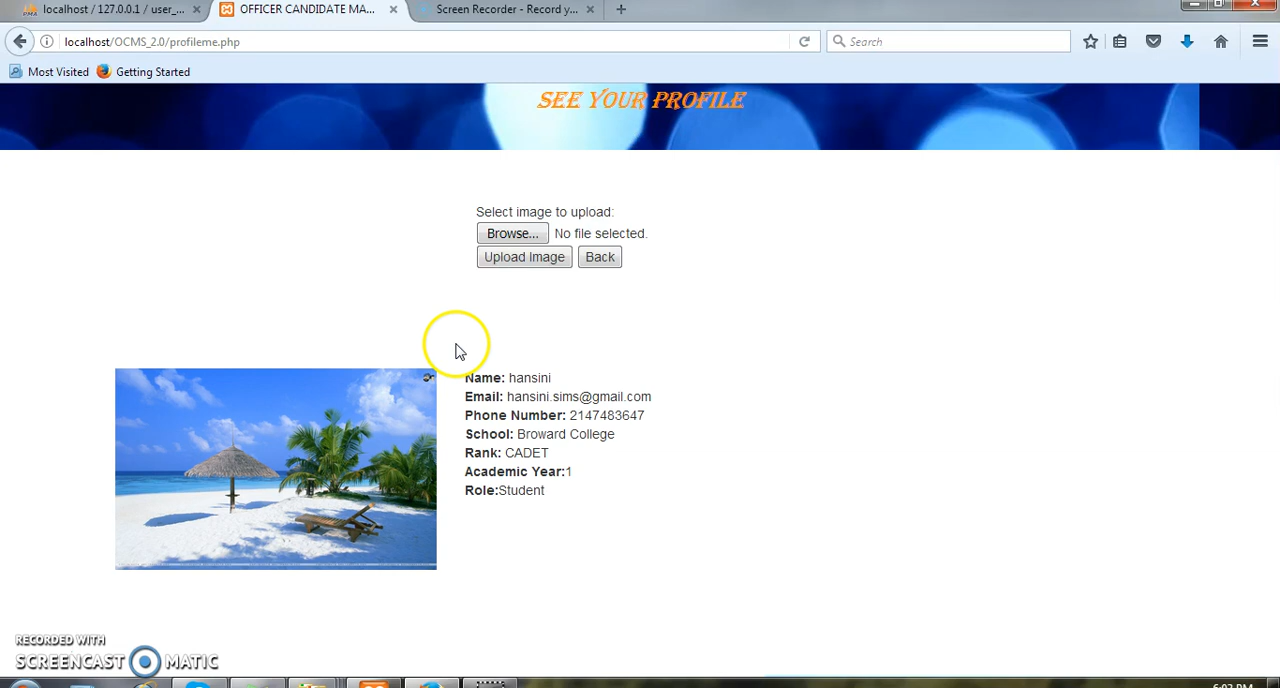 localhost / 127.0.0.1 / user_...
OFFICER CANDIDATE MA...
Screen Recorder - Record y...
localhost/OCMS_2.0/profileme.php
Search
Most Visited
Getting Started
SEE YOUR PROFILE
Select image to upload:
Browse... No file selected.
Upload Image Back
Name: hansini
Email: hansini.sims@gmail.com
Phone Number: 2147483647
School: Broward College
Rank: CADET
Academic Year:1
Role:Student
RECORDED WITH
SCREENCAST MATIC